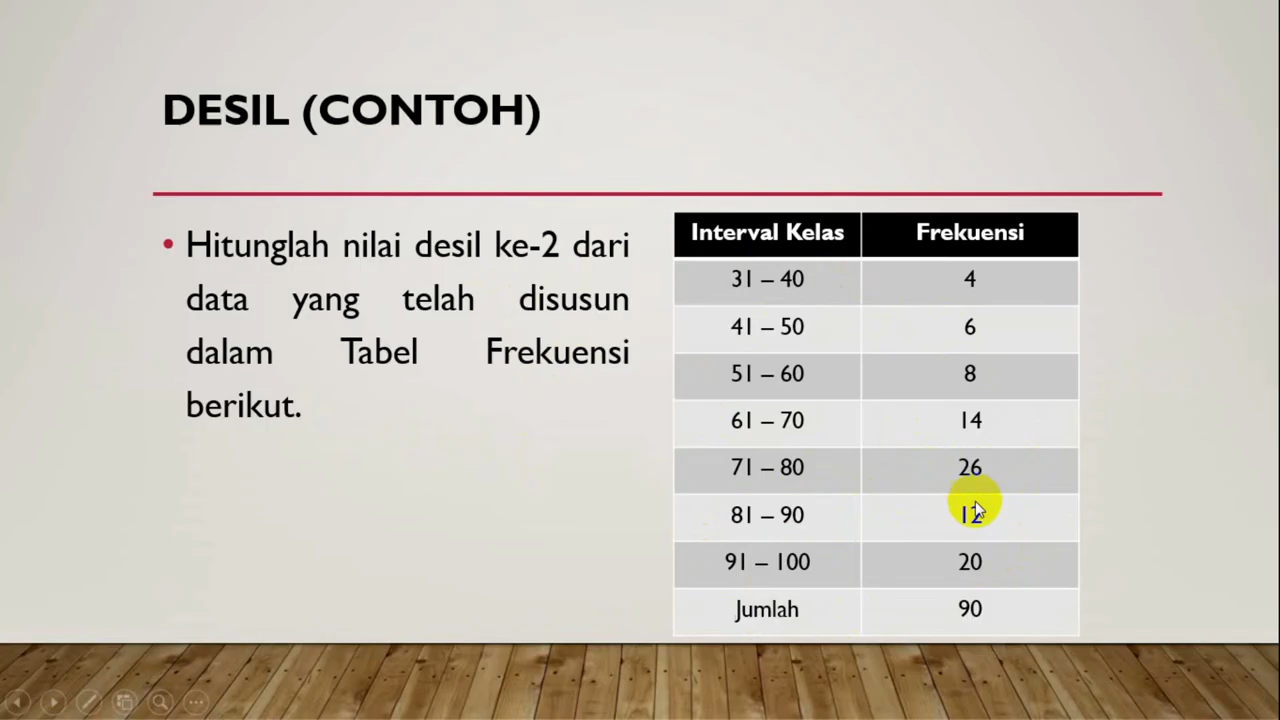 DESIL (CONTOH)
• Hitunglah nilai desil ke-2 dari
data yang telah disusun
dalam Tabel Frekuensi
berikut.
Interval Kelas Frekuensi
31 – 40 4
41 – 50 6
51 – 60 8
61 – 70 14
71 – 80 26
81 – 90 12
91 – 100 20
Jumlah 90